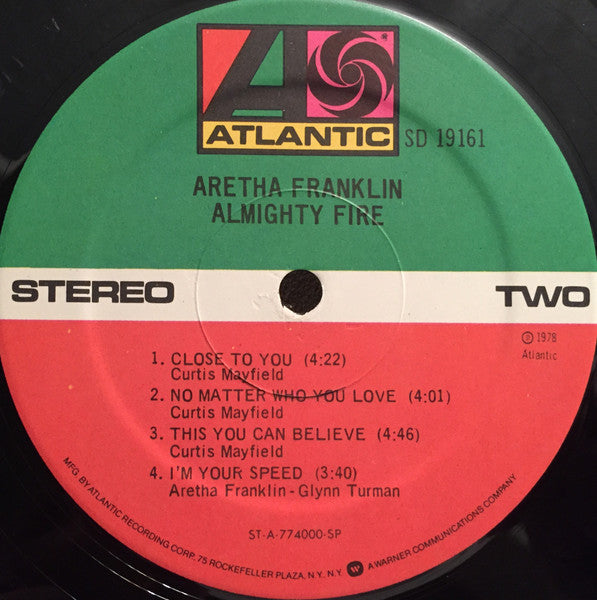 ATLANTIC
SD 19161
ARETHA FRANKLIN
ALMIGHTY FIRE
STEREO
TWO
℗ 1978
Atlantic
1. CLOSE TO YOU (4:22)
Curtis Mayfield
2. NO MATTER WHO YOU LOVE (4:01)
Curtis Mayfield
3. THIS YOU CAN BELIEVE (4:46)
Curtis Mayfield
4. I'M YOUR SPEED (3:40)
Aretha Franklin - Glynn Turman
ST-A-774000-SP
MFG. BY ATLANTIC RECORDING CORP. 75 ROCKEFELLER PLAZA, N.Y. N.Y. A WARNER COMMUNICATIONS COMPANY